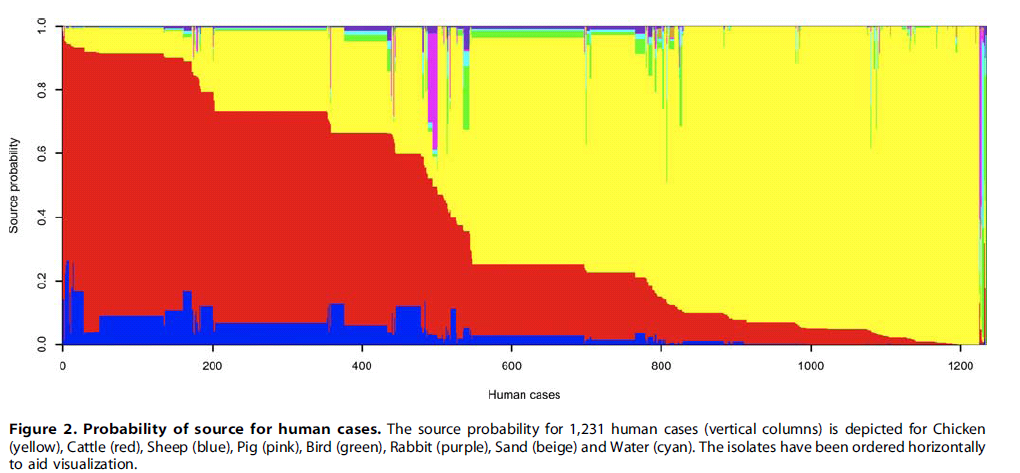 1.0
0.8
0.6
0.4
0.2
0.0
Source probability
0 200 400 600 800 1000 1200
Human cases
Figure 2. Probability of source for human cases. The source probability for 1,231 human cases (vertical columns) is depicted for Chicken
(yellow), Cattle (red), Sheep (blue), Pig (pink), Bird (green), Rabbit (purple), Sand (beige) and Water (cyan). The isolates have been ordered horizontally
to aid visualization.